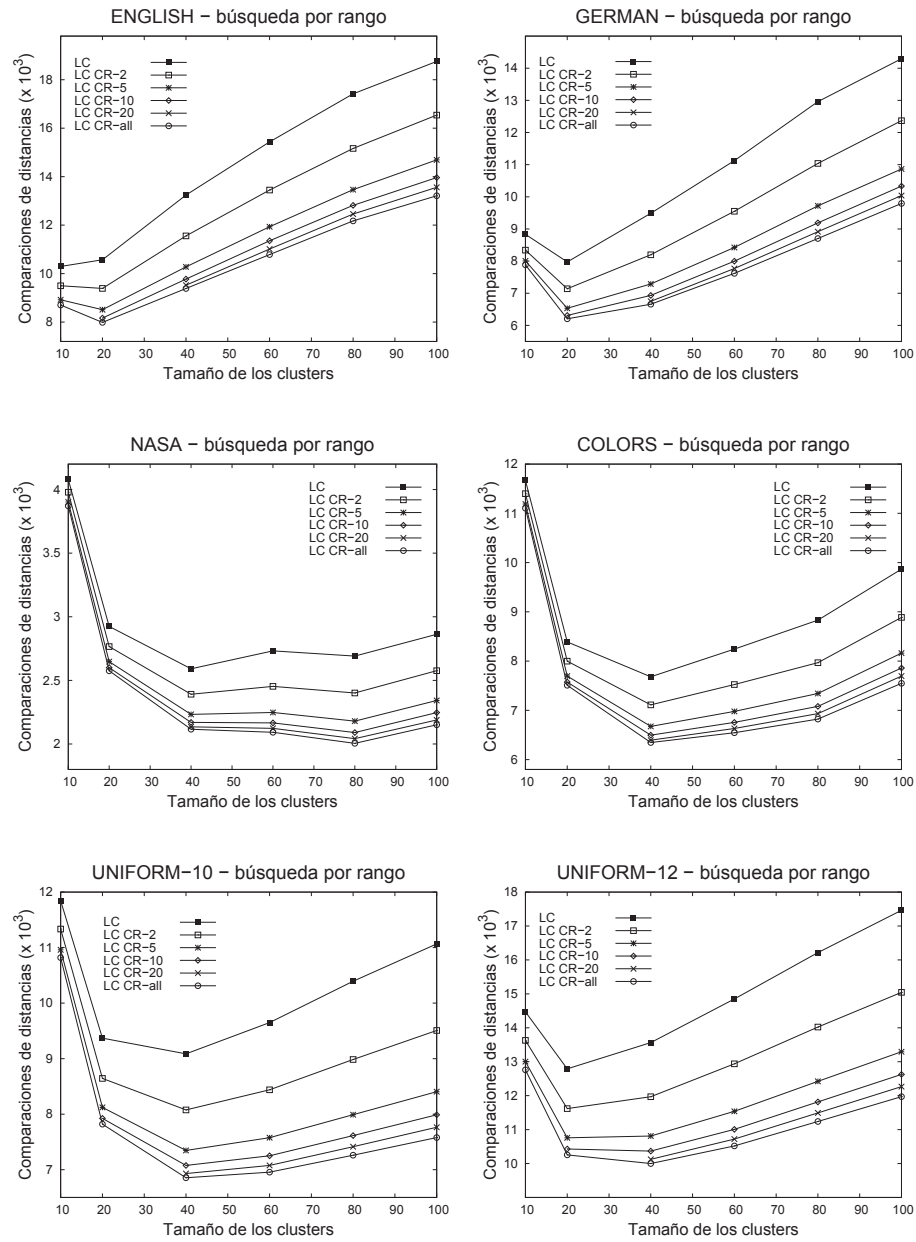 ENGLISH − búsqueda por rango
Comparaciones de distancias (x 10³)
18
16
14
12
10
8
LC
LC CR−2
LC CR−5
LC CR−10
LC CR−20
LC CR−all
10 20 30 40 50 60 70 80 90 100
Tamaño de los clusters
GERMAN − búsqueda por rango
Comparaciones de distancias (x 10³)
14
13
12
11
10
9
8
7
6
LC
LC CR−2
LC CR−5
LC CR−10
LC CR−20
LC CR−all
10 20 30 40 50 60 70 80 90 100
Tamaño de los clusters
NASA − búsqueda por rango
Comparaciones de distancias (x 10³)
4
3.5
3
2.5
2
LC
LC CR−2
LC CR−5
LC CR−10
LC CR−20
LC CR−all
10 20 30 40 50 60 70 80 90 100
Tamaño de los clusters
COLORS − búsqueda por rango
Comparaciones de distancias (x 10³)
12
11
10
9
8
7
6
LC
LC CR−2
LC CR−5
LC CR−10
LC CR−20
LC CR−all
10 20 30 40 50 60 70 80 90 100
Tamaño de los clusters
UNIFORM−10 − búsqueda por rango
Comparaciones de distancias (x 10³)
12
11
10
9
8
7
LC
LC CR−2
LC CR−5
LC CR−10
LC CR−20
LC CR−all
10 20 30 40 50 60 70 80 90 100
Tamaño de los clusters
UNIFORM−12 − búsqueda por rango
Comparaciones de distancias (x 10³)
18
17
16
15
14
13
12
11
10
LC
LC CR−2
LC CR−5
LC CR−10
LC CR−20
LC CR−all
10 20 30 40 50 60 70 80 90 100
Tamaño de los clusters